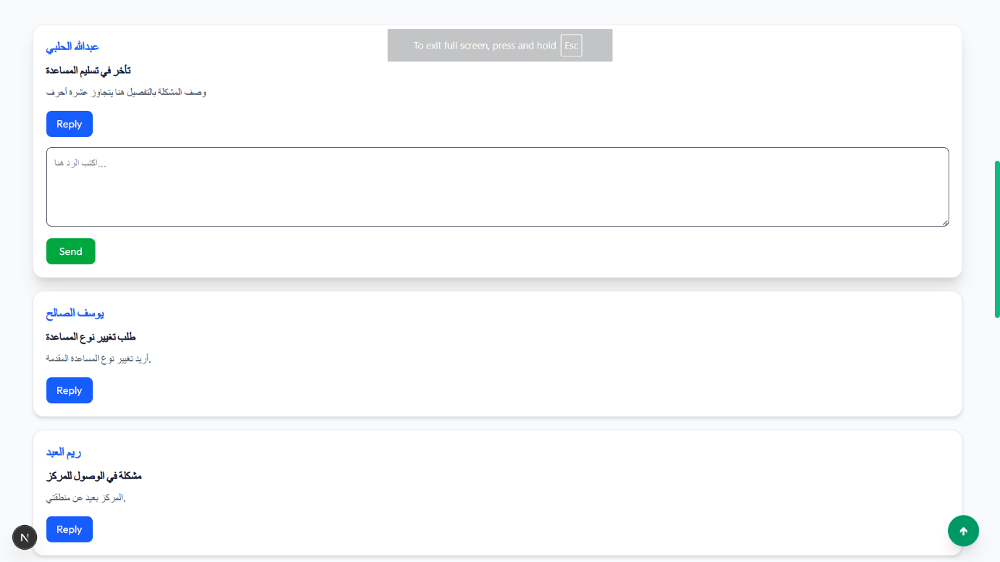 To exit full screen, press and hold Esc
عبدالله الحلبي
تأخر في تسليم المساعدة
وصف المشكلة بالتفصيل هنا يتجاوز عشرة أحرف
Reply
اكتب الرد هنا...
Send
يوسف الصالح
طلب تغيير نوع المساعدة
أريد تغيير نوع المساعدة المقدمة.
Reply
ريم العبد
مشكلة في الوصول للمركز
المركز بعيد عن منطقتي.
Reply
N